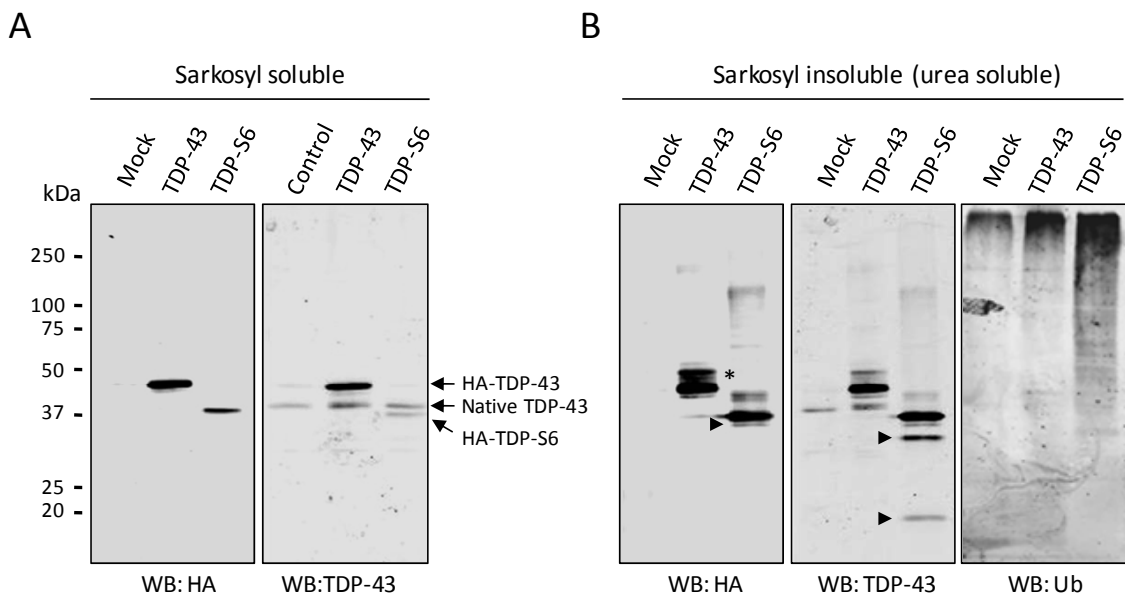 A
B
Sarkosyl soluble
Sarkosyl insoluble (urea soluble)
Mock
TDP-43
TDP-S6
Control
TDP-43
TDP-S6
Mock
TDP-43
TDP-S6
Mock
TDP-43
TDP-S6
Mock
TDP-43
TDP-S6
kDa
250
100
75
50
37
25
20
HA-TDP-43
Native TDP-43
HA-TDP-S6
*
WB: HA
WB:TDP-43
WB: HA
WB: TDP-43
WB: Ub